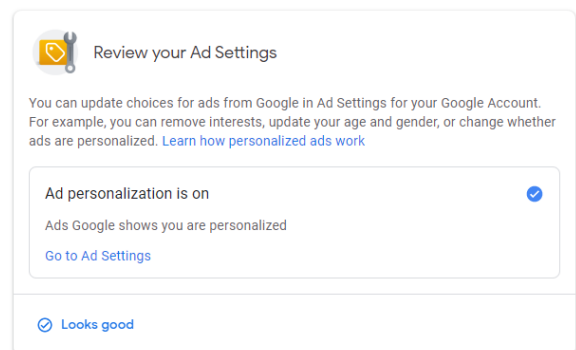 Review your Ad Settings
You can update choices for ads from Google in Ad Settings for your Google Account.
For example, you can remove interests, update your age and gender, or change whether
ads are personalized. Learn how personalized ads work
Ad personalization is on
Ads Google shows you are personalized
Go to Ad Settings
Looks good